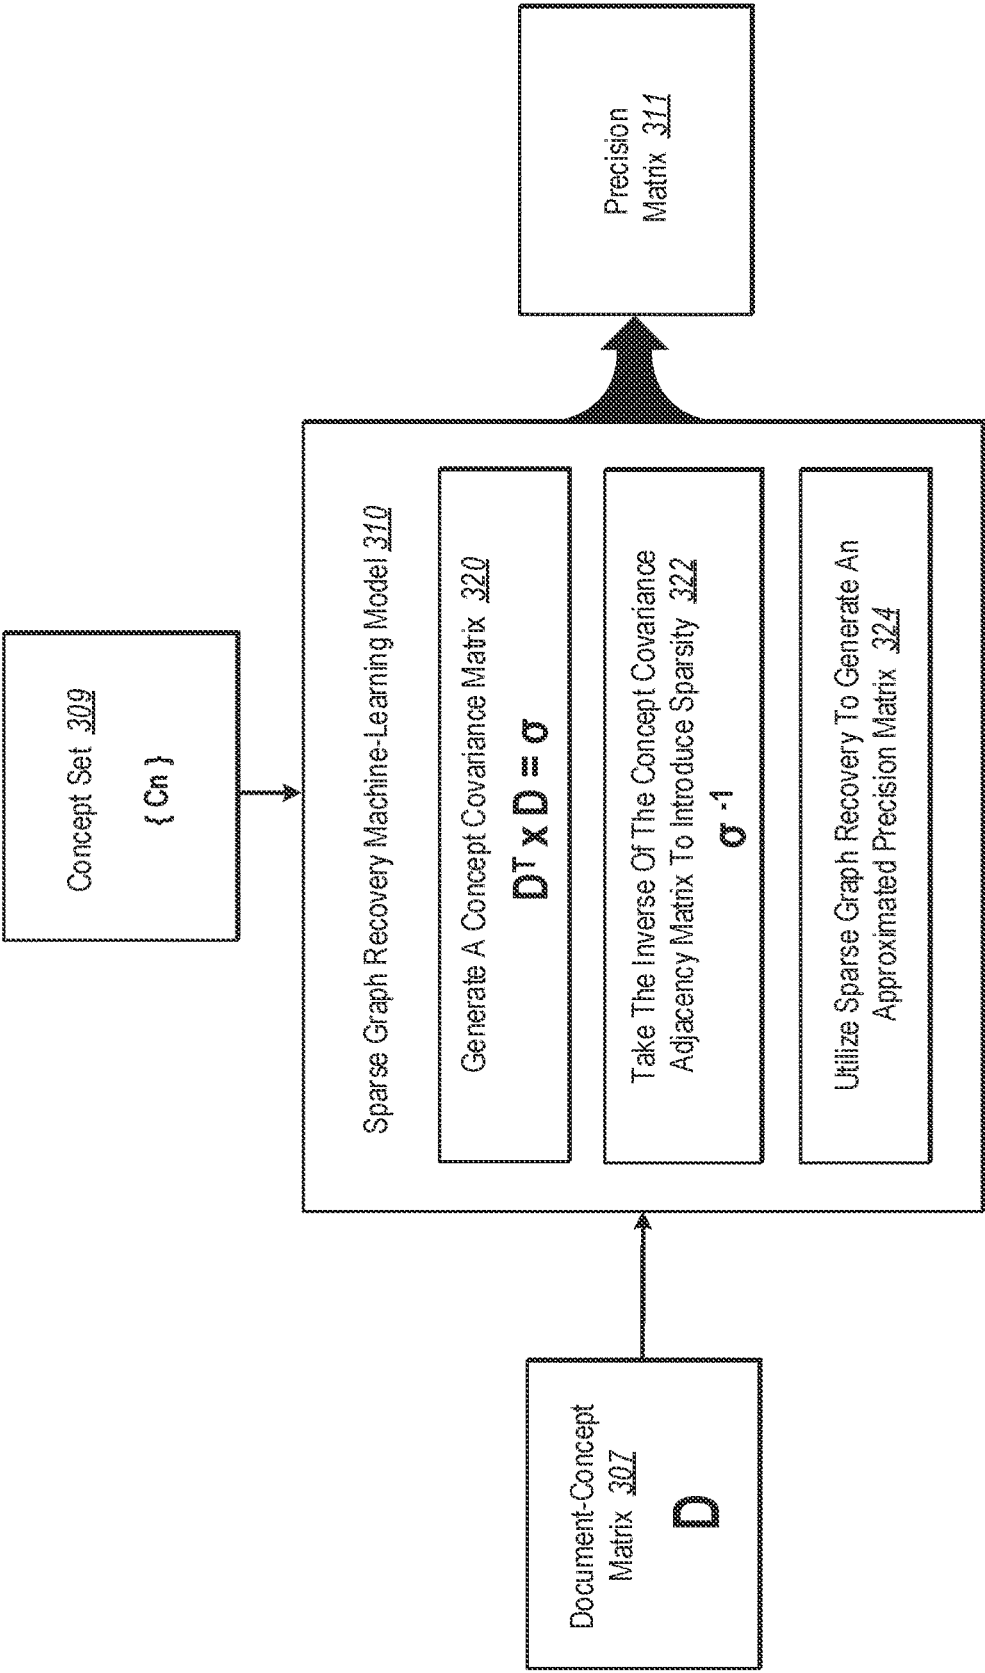 Concept Set 309
{ Cn }
Document-Concept
Matrix 307
D
Sparse Graph Recovery Machine-Learning Model 310
Generate A Concept Covariance Matrix 320
Dᵀ x D = σ
Take The Inverse Of The Concept Covariance
Adjacency Matrix To Introduce Sparsity 322
σ⁻¹
Utilize Sparse Graph Recovery To Generate An
Approximated Precision Matrix 324
Precision
Matrix 311